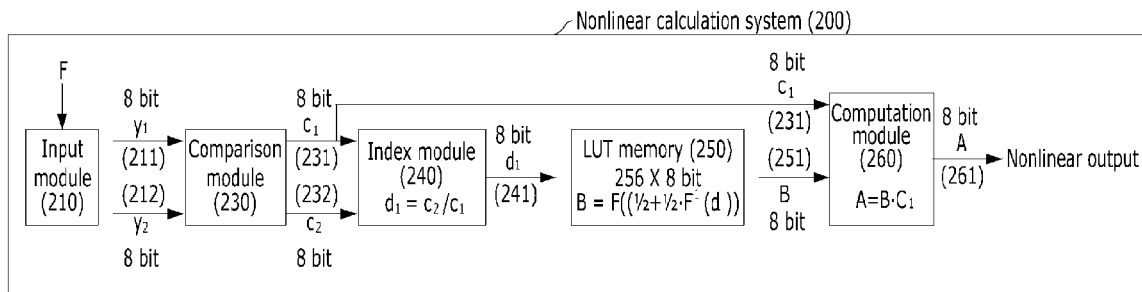 Nonlinear calculation system (200)
F
Input
module
(210)
8 bit
y1
(211)
(212)
y2
8 bit
Comparison
module
(230)
8 bit
c1
(231)
(232)
c2
8 bit
Index module
(240)
d1 = c2/c1
8 bit
d1
(241)
LUT memory (250)
256 X 8 bit
B = F((½+½·F⁻ (d ))
8 bit
c1
(231)
(251)
B
8 bit
Computation
module
(260)
A=B·C1
8 bit
A
(261)
Nonlinear output